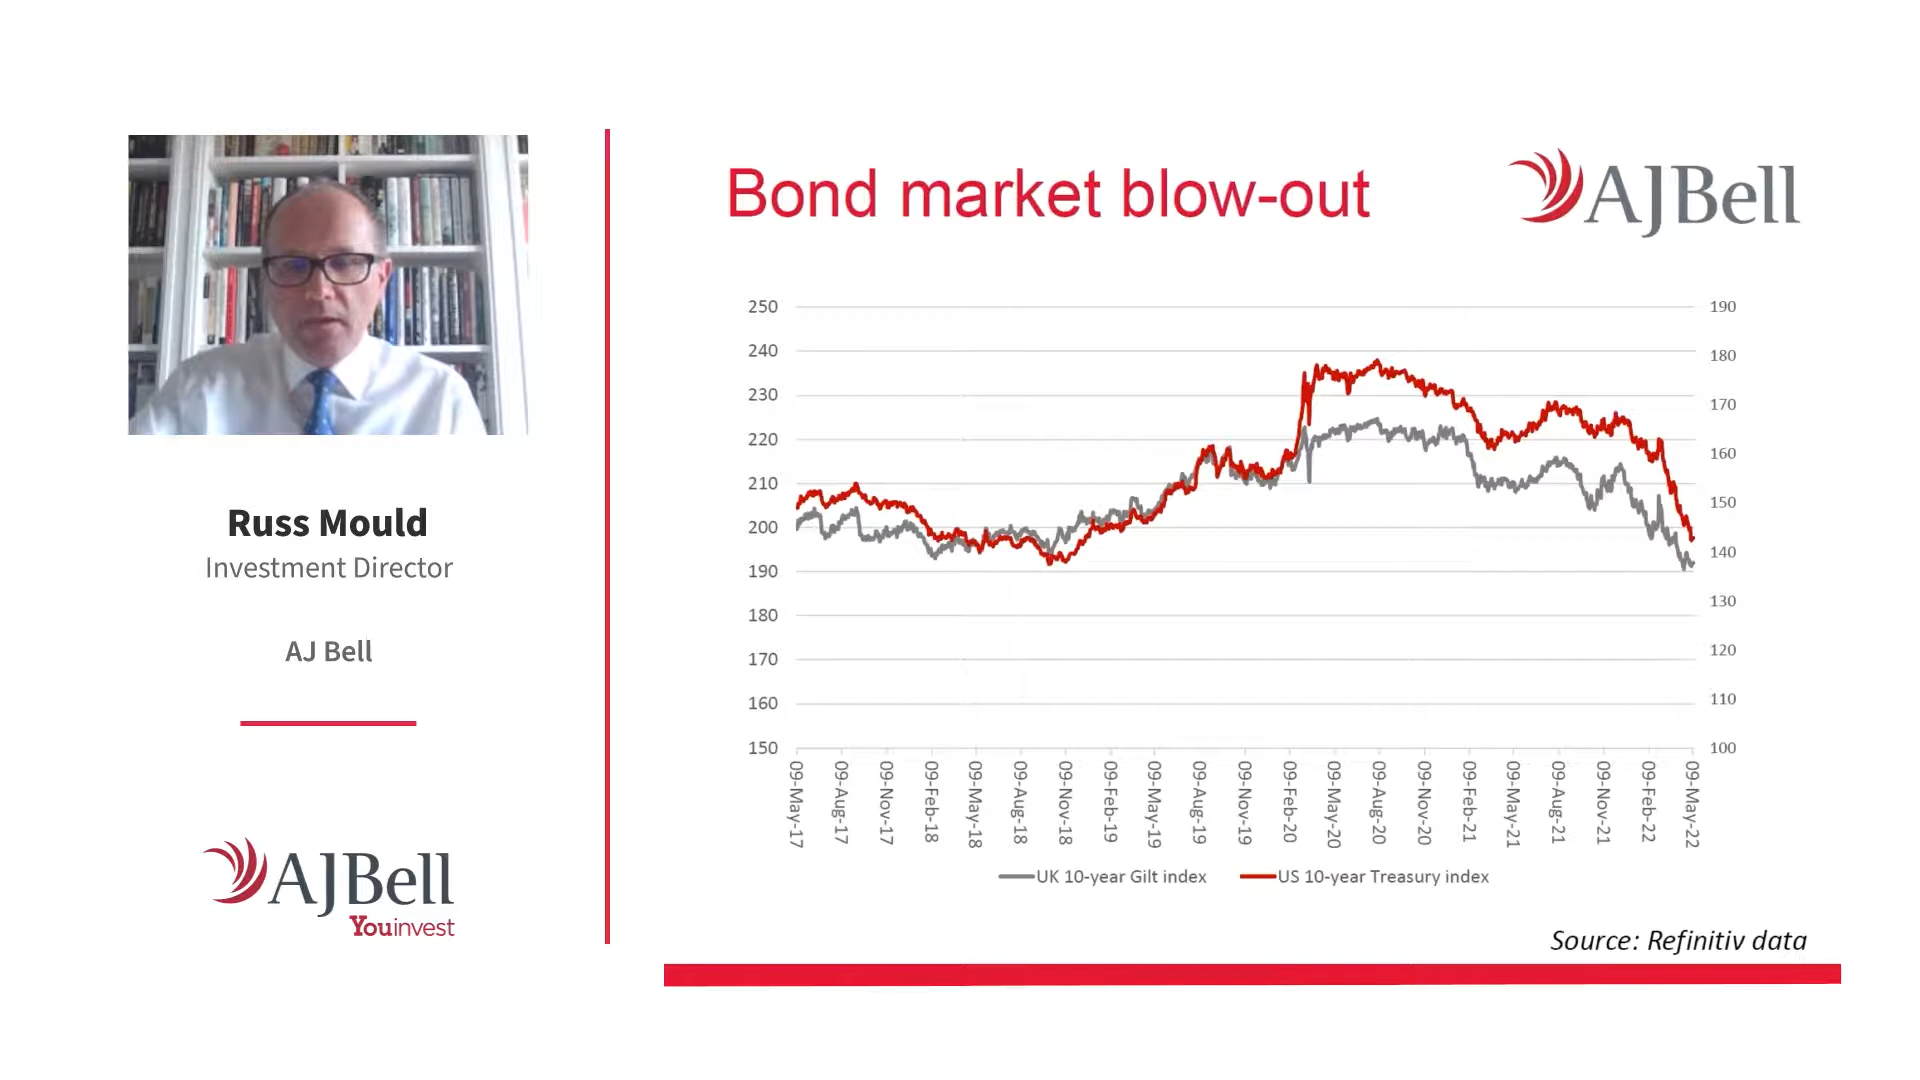 Russ Mould
Investment Director
AJ Bell
AJBell
Youinvest
Bond market blow-out
AJBell
250
240
230
220
210
200
190
180
170
160
150
190
180
170
160
150
140
130
120
110
100
09-May-17
09-Aug-17
09-Nov-17
09-Feb-18
09-May-18
09-Aug-18
09-Nov-18
09-Feb-19
09-May-19
09-Aug-19
09-Nov-19
09-Feb-20
09-May-20
09-Aug-20
09-Nov-20
09-Feb-21
09-May-21
09-Aug-21
09-Nov-21
09-Feb-22
09-May-22
UK 10-year Gilt index
US 10-year Treasury index
Source: Refinitiv data